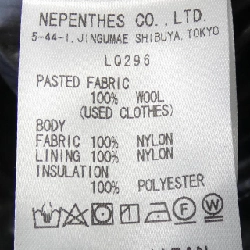 NEPENTHES CO., LTD.
5-44-1, JINGUMAE SHIBUYA, TOKYO
LQ296
PASTED FABRIC
100% WOOL
(USED CLOTHES)
BODY
FABRIC 100% NYLON
LINING 100% NYLON
INSULATION
100% POLYESTER
P W